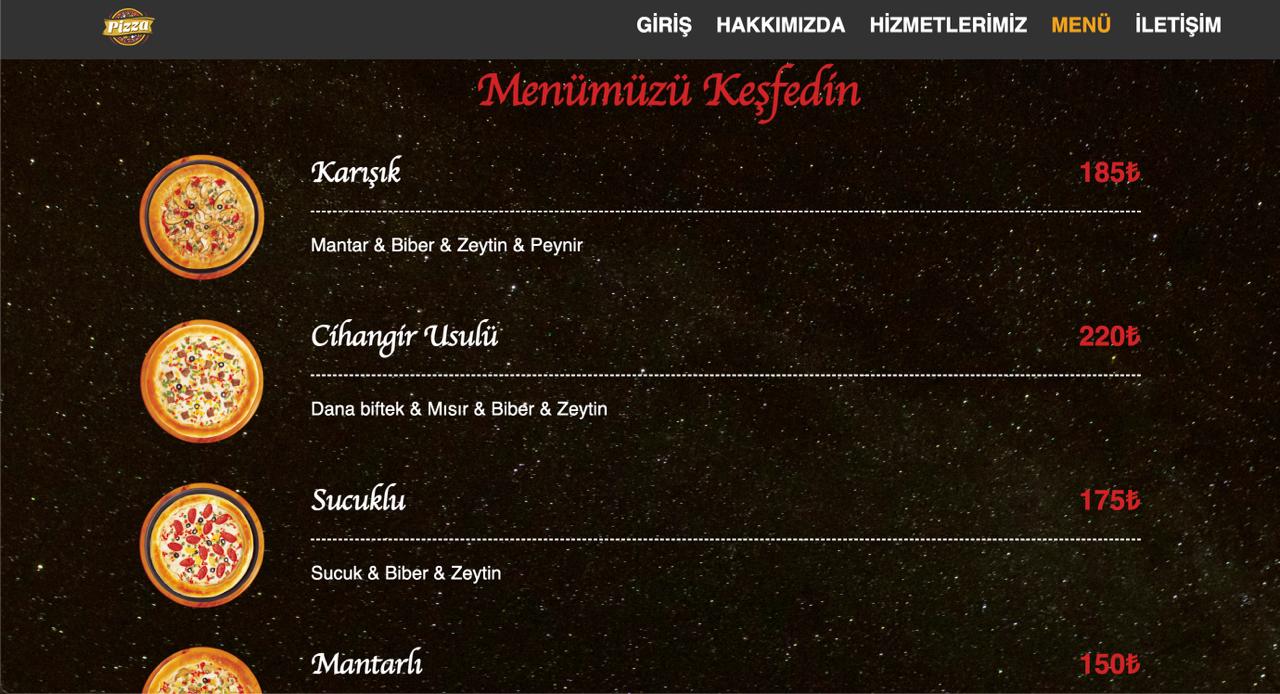 Pizza
GİRİŞ HAKKIMIZDA HİZMETLERİMİZ MENÜ İLETİŞİM
Menümüzü Keşfedin
Karışık 185₺
Mantar & Biber & Zeytin & Peynir
Cihangir Usulü 220₺
Dana biftek & Mısır & Biber & Zeytin
Sucuklu 175₺
Sucuk & Biber & Zeytin
Mantarlı 150₺